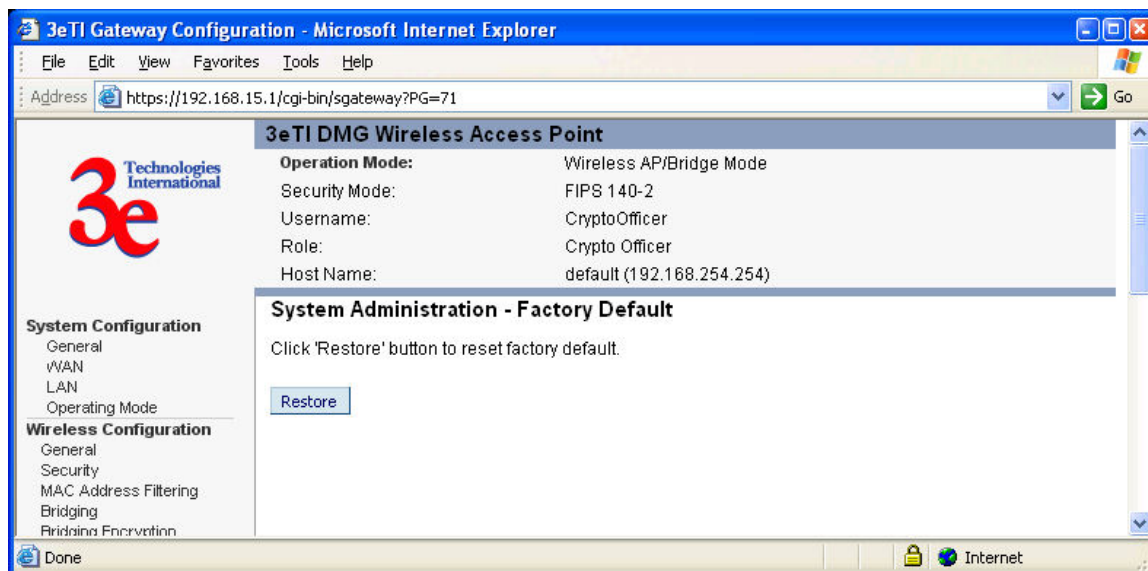 3eTI Gateway Configuration - Microsoft Internet Explorer
File Edit View Favorites Tools Help
Address https://192.168.15.1/cgi-bin/sgateway?PG=71 Go
3eTI DMG Wireless Access Point
3e Technologies
International
Operation Mode: Wireless AP/Bridge Mode
Security Mode: FIPS 140-2
Username: CryptoOfficer
Role: Crypto Officer
Host Name: default (192.168.254.254)
System Administration - Factory Default
Click 'Restore' button to reset factory default.
Restore
System Configuration
General
WAN
LAN
Operating Mode
Wireless Configuration
General
Security
MAC Address Filtering
Bridging
Bridging Encryption
Done Internet